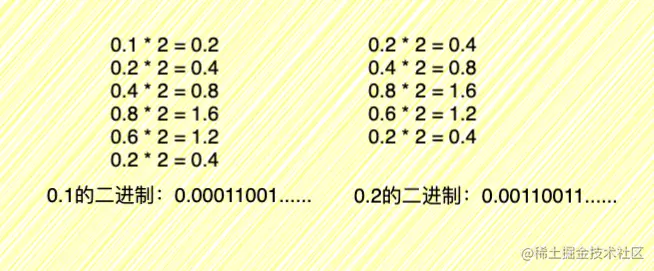 0.1 * 2 = 0.2
0.2 * 2 = 0.4
0.4 * 2 = 0.8
0.8 * 2 = 1.6
0.6 * 2 = 1.2
0.2 * 2 = 0.4
0.1的二进制：0.00011001......
0.2 * 2 = 0.4
0.4 * 2 = 0.8
0.8 * 2 = 1.6
0.6 * 2 = 1.2
0.2 * 2 = 0.4
0.2的二进制：0.00110011......
@稀土掘金技术社区